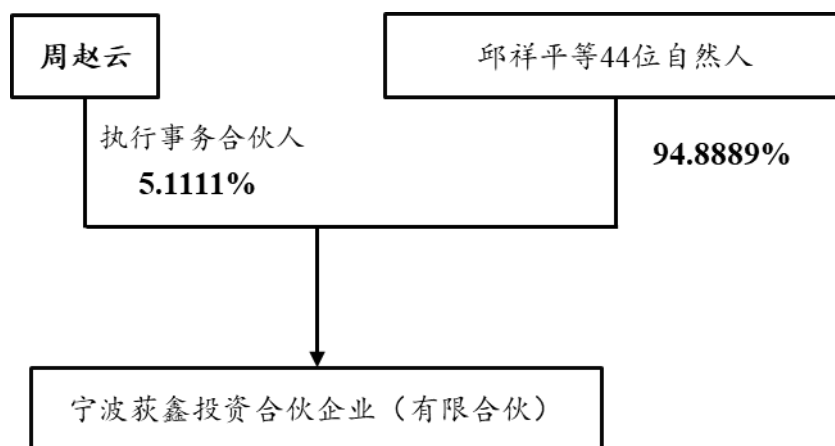 周赵云
邱祥平等44位自然人
执行事务合伙人
5.1111%
94.8889%
宁波荻鑫投资合伙企业（有限合伙）